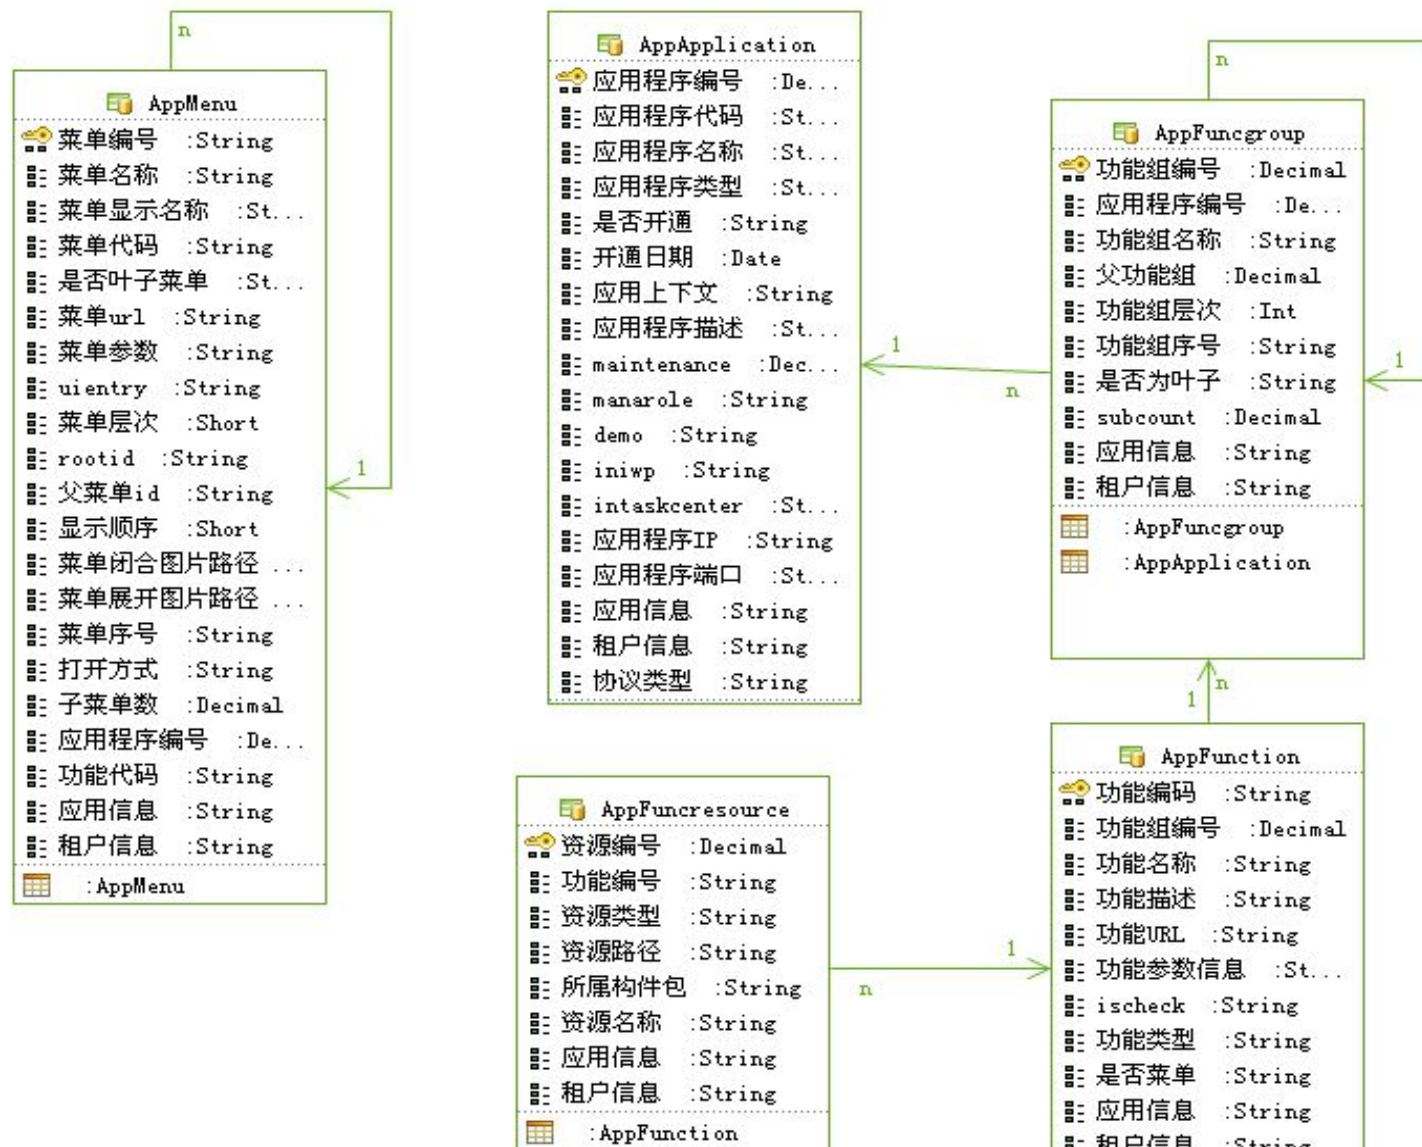 n
AppMenu
菜单编号 :String
菜单名称 :String
菜单显示名称 :St...
菜单代码 :String
是否叶子菜单 :St...
菜单url :String
菜单参数 :String
uientry :String
菜单层次 :Short
rootid :String
父菜单id :String
显示顺序 :Short
菜单闭合图片路径 ...
菜单展开图片路径 ...
菜单序号 :String
打开方式 :String
子菜单数 :Decimal
应用程序编号 :De...
功能代码 :String
应用信息 :String
租户信息 :String
:AppMenu
1
AppApplication
应用程序编号 :De...
应用程序代码 :St...
应用程序名称 :St...
应用程序类型 :St...
是否开通 :String
开通日期 :Date
应用上下文 :String
应用程序描述 :St...
maintenance :Dec...
manarole :String
demo :String
iniwp :String
intaskcenter :St...
应用程序IP :String
应用程序端口 :St...
应用信息 :String
租户信息 :String
协议类型 :String
1
n
n
AppFuncgroup
功能组编号 :Decimal
应用程序编号 :De...
功能组名称 :String
父功能组 :Decimal
功能组层次 :Int
功能组序号 :String
是否为叶子 :String
subcount :Decimal
应用信息 :String
租户信息 :String
:AppFuncgroup
:AppApplication
1
n
1
AppFuncresource
资源编号 :Decimal
功能编号 :String
资源类型 :String
资源路径 :String
所属构件包 :String
资源名称 :String
应用信息 :String
租户信息 :String
:AppFunction
1
n
AppFunction
功能编码 :String
功能组编号 :Decimal
功能名称 :String
功能描述 :String
功能URL :String
功能参数信息 :St...
ischeck :String
功能类型 :String
是否菜单 :String
应用信息 :String
租户信息 :String